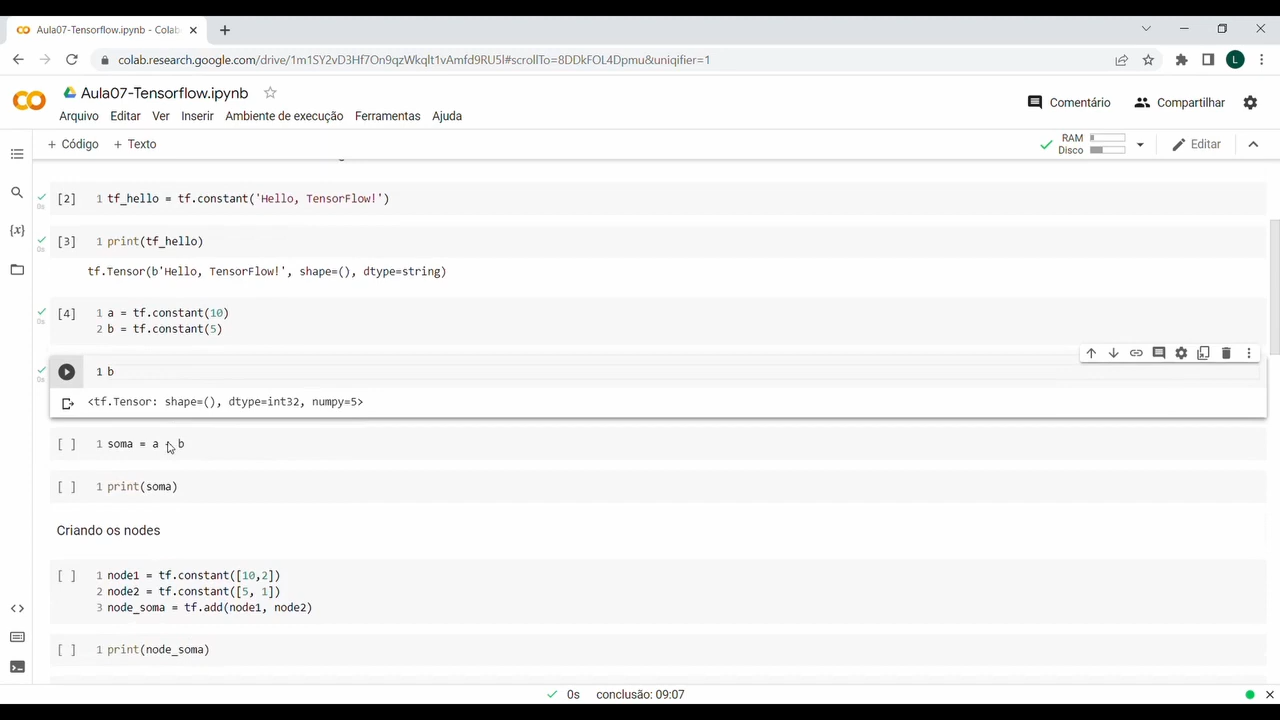 Aula07-Tensorflow.ipynb - Colab
colab.research.google.com/drive/1m1SY2vD3Hf7On9qzWkqlt1vAmfd9RU5l#scrollTo=8DDkFOL4Dpmu&uniqifier=1
L
Aula07-Tensorflow.ipynb
Comentário
Compartilhar
Arquivo Editar Ver Inserir Ambiente de execução Ferramentas Ajuda
+ Código + Texto
RAM
Disco
Editar
[2] 1 tf_hello = tf.constant('Hello, TensorFlow!')
0s
[3] 1 print(tf_hello)
0s
tf.Tensor(b'Hello, TensorFlow!', shape=(), dtype=string)
[4] 1 a = tf.constant(10)
0s
2 b = tf.constant(5)
1 b
0s
<tf.Tensor: shape=(), dtype=int32, numpy=5>
[ ] 1 soma = a b
[ ] 1 print(soma)
Criando os nodes
[ ] 1 node1 = tf.constant([10,2])
2 node2 = tf.constant([5, 1])
3 node_soma = tf.add(node1, node2)
[ ] 1 print(node_soma)
0s conclusão: 09:07